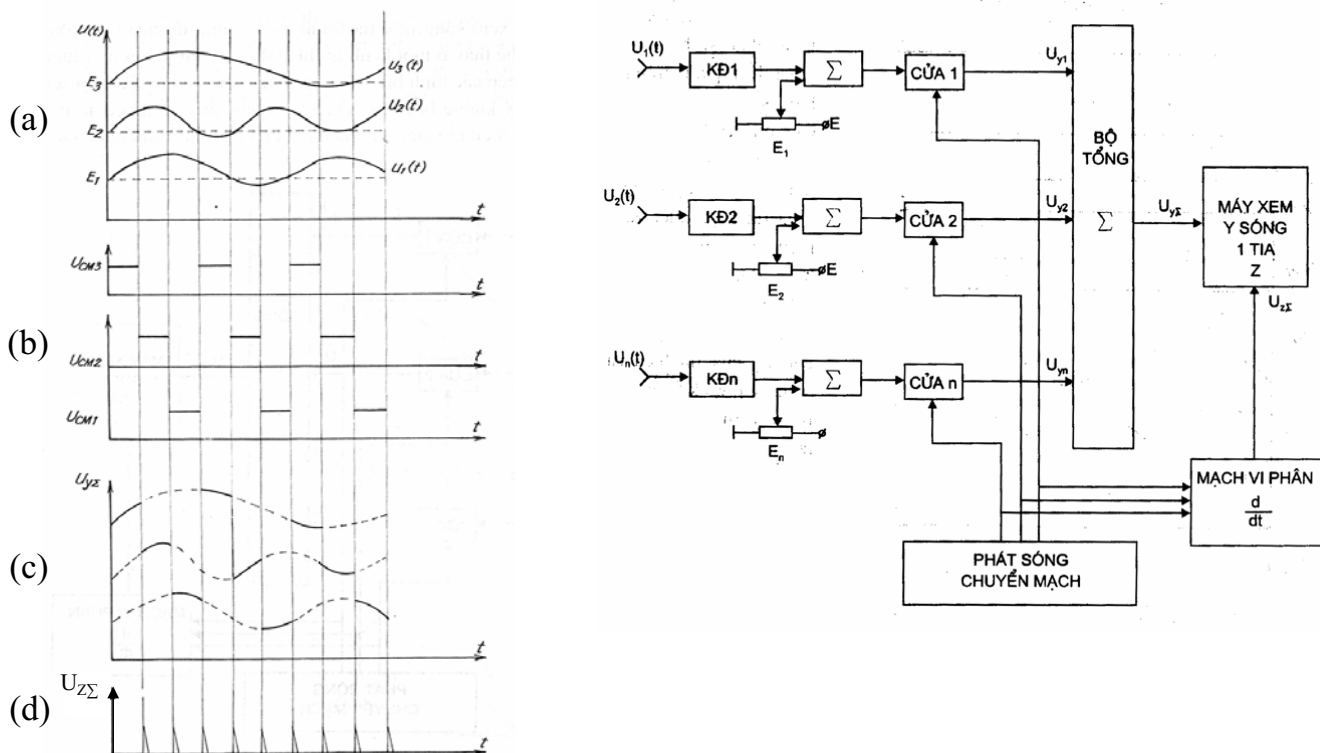 (a)
U(t)
E₃
U₃(t)
E₂
U₂(t)
E₁
U₁(t)
t
(b)
UCM3
t
UCM2
t
UCM1
t
(c)
UyΣ
t
(d)
UZΣ
t
U₁(t)
KĐ1
Σ
CỬA 1
Uy1
E₁
øE
U₂(t)
KĐ2
Σ
CỬA 2
Uy2
E₂
øE
Uₙ(t)
KĐn
Σ
CỬA n
Uyn
Eₙ
ø
BỘ
TỔNG
Σ
UyΣ
MÁY XEM
Y SÓNG
1 TIA
Z
UzΣ
MẠCH VI PHÂN
d
dt
PHÁT SÓNG
CHUYỂN MẠCH